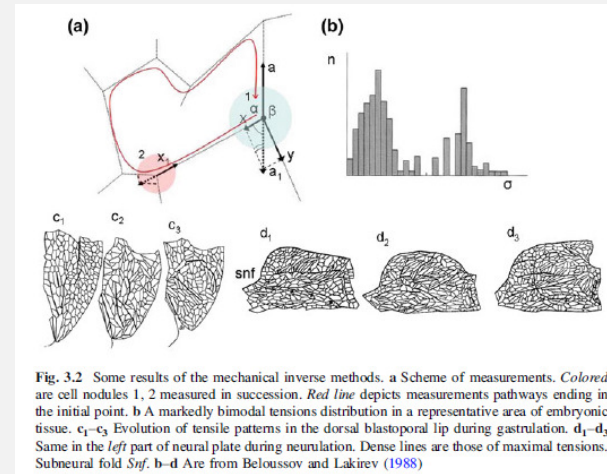 (a)
(b)
n
a
1
α
β
x
2
x₁
y
a₁
σ
c₁
c₂
c₃
d₁
d₂
d₃
snf
Fig. 3.2 Some results of the mechanical inverse methods. a Scheme of measurements. Colored
are cell nodules 1, 2 measured in succession. Red line depicts measurements pathways ending in
the initial point. b A markedly bimodal tensions distribution in a representative area of embryonic
tissue. c₁–c₃ Evolution of tensile patterns in the dorsal blastoporal lip during gastrulation. d₁–d₃
Same in the left part of neural plate during neurulation. Dense lines are those of maximal tensions.
Subneural fold Snf. b–d Are from Beloussov and Lakirev (1988)